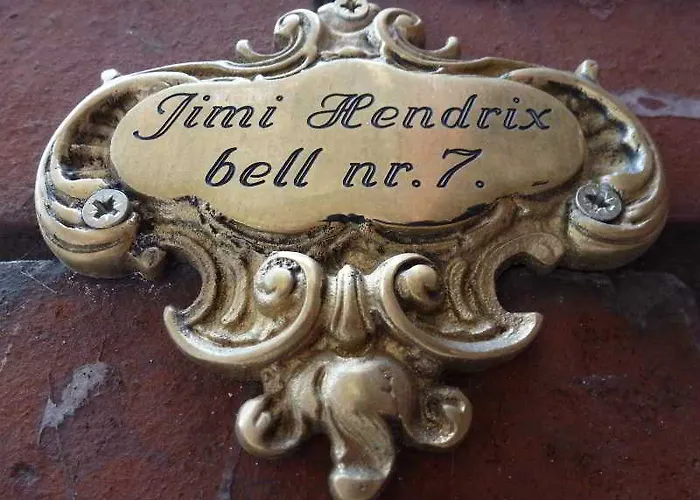 Jimi Hendrix
bell nr. 7.